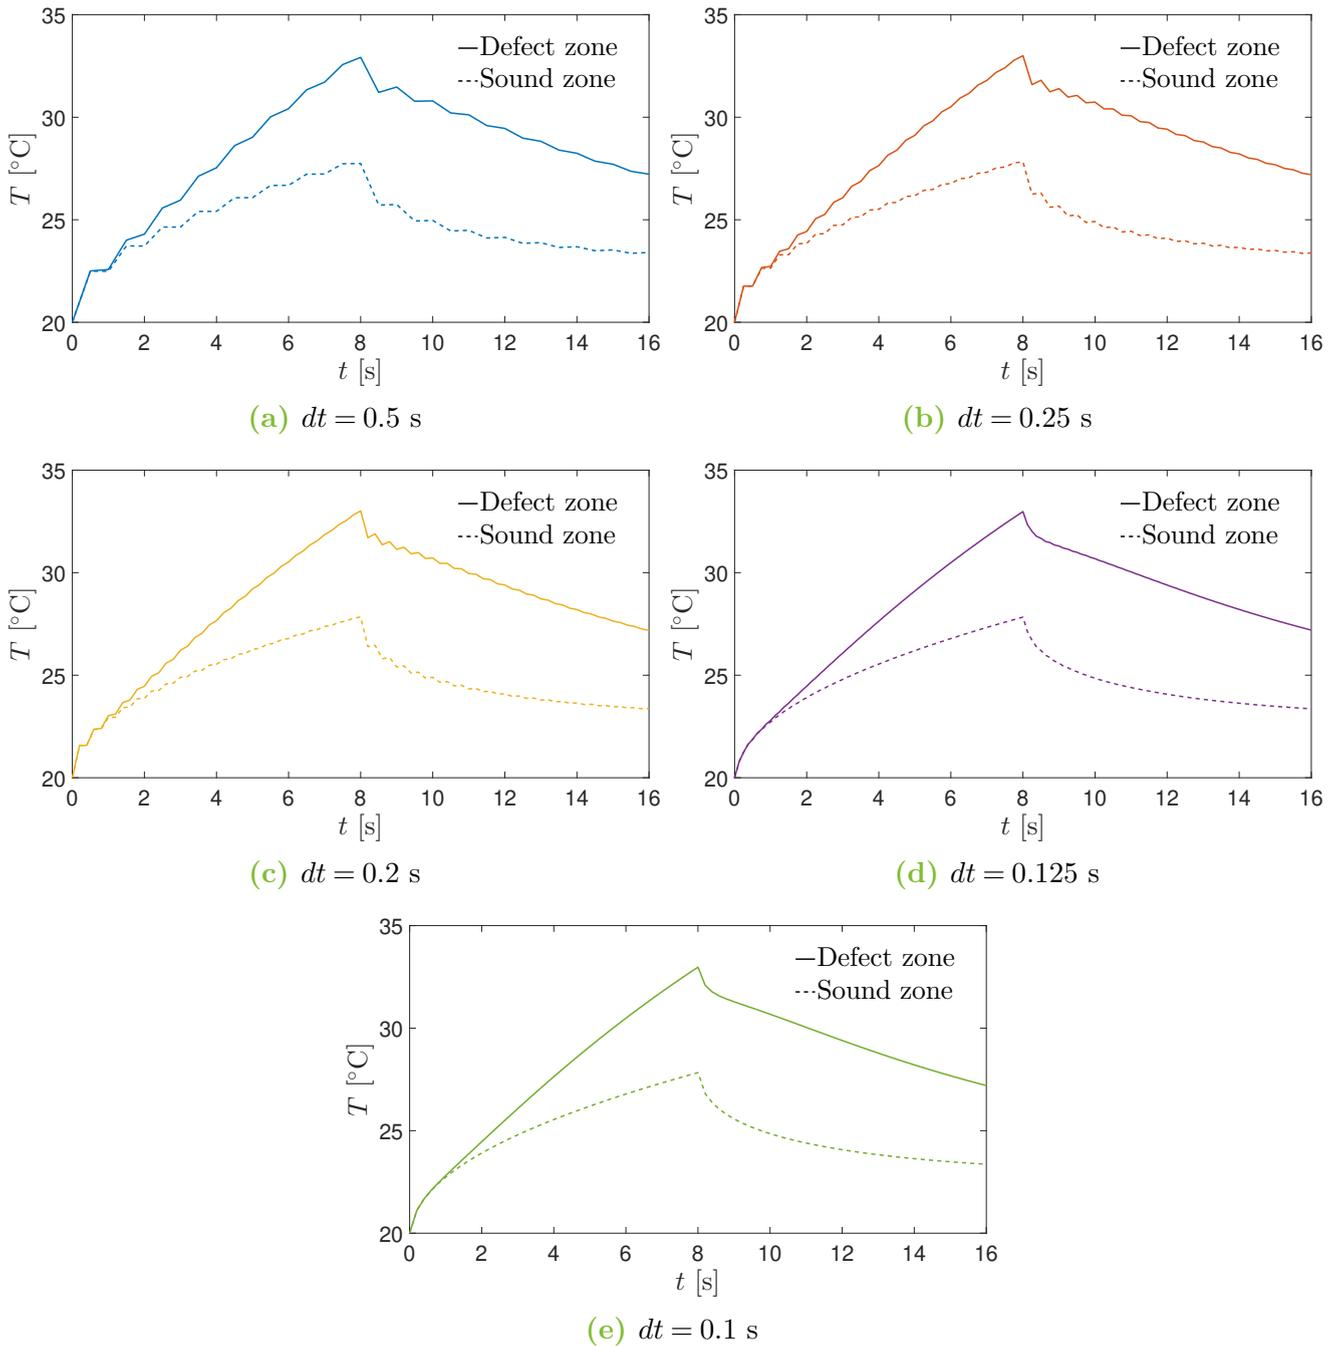 35
30
25
20
0 2 4 6 8 10 12 14 16
T [°C]
t [s]
Defect zone
Sound zone
(a) dt = 0.5 s
35
30
25
20
0 2 4 6 8 10 12 14 16
T [°C]
t [s]
Defect zone
Sound zone
(b) dt = 0.25 s
35
30
25
20
0 2 4 6 8 10 12 14 16
T [°C]
t [s]
Defect zone
Sound zone
(c) dt = 0.2 s
35
30
25
20
0 2 4 6 8 10 12 14 16
T [°C]
t [s]
Defect zone
Sound zone
(d) dt = 0.125 s
35
30
25
20
0 2 4 6 8 10 12 14 16
T [°C]
t [s]
Defect zone
Sound zone
(e) dt = 0.1 s